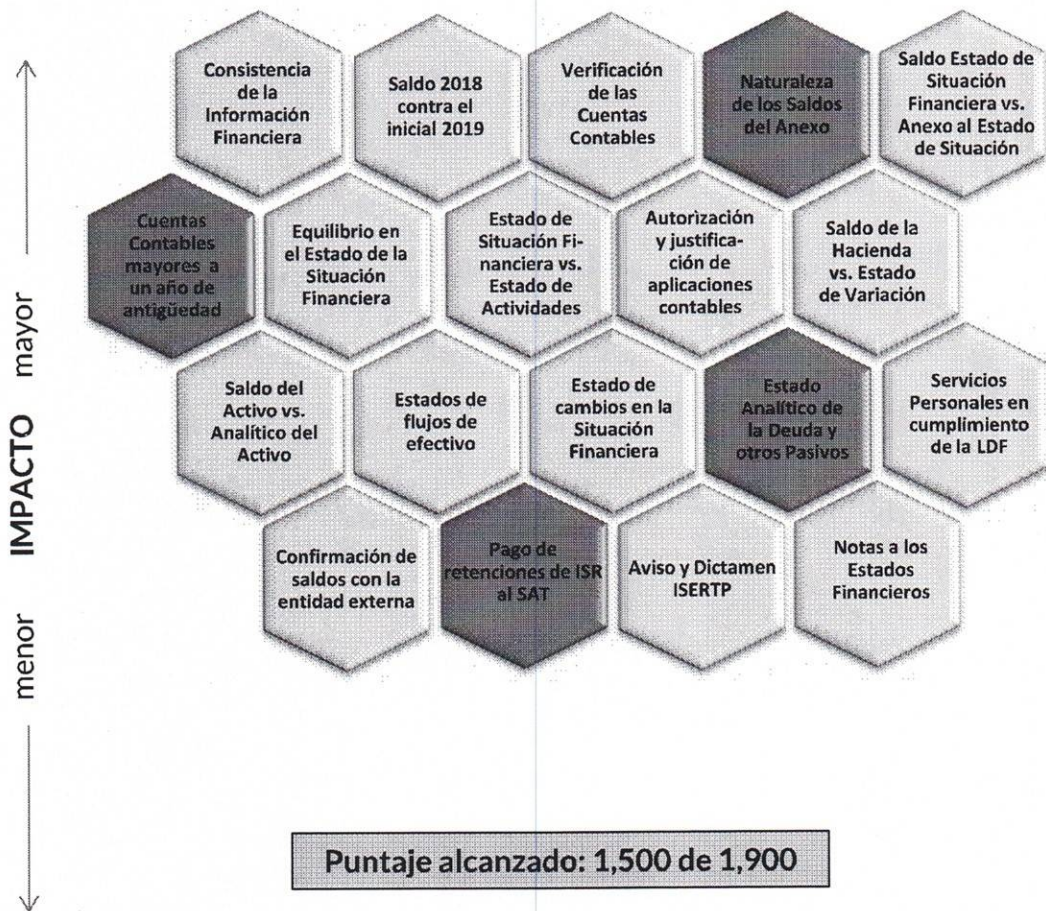 Consistencia
de la
Información
Financiera
Saldo 2018
contra el
inicial 2019
Verificación
de las
Cuentas
Contables
Naturaleza
de los Saldos
del Anexo
Saldo Estado de
Situación
Financiera vs.
Anexo al Estado
de Situación
Cuentas
Contables
mayores a
un año de
antigüedad
Equilibrio en
el Estado de la
Situación
Financiera
Estado de
Situación Fi-
nanciera vs.
Estado de
Actividades
Autorización
y justifica-
ción de
aplicaciones
contables
Saldo de la
Hacienda
vs. Estado
de Variación
Saldo del
Activo vs.
Analítico del
Activo
Estados de
flujos de
efectivo
Estado de
cambios en la
Situación
Financiera
Estado
Analítico de
la Deuda y
otros Pasivos
Servicios
Personales en
cumplimiento
de la LDF
Confirmación de
saldos con la
entidad externa
Pago de
retenciones de ISR
al SAT
Aviso y Dictamen
ISERTP
Notas a los
Estados
Financieros
menor IMPACTO mayor
Puntaje alcanzado: 1,500 de 1,900